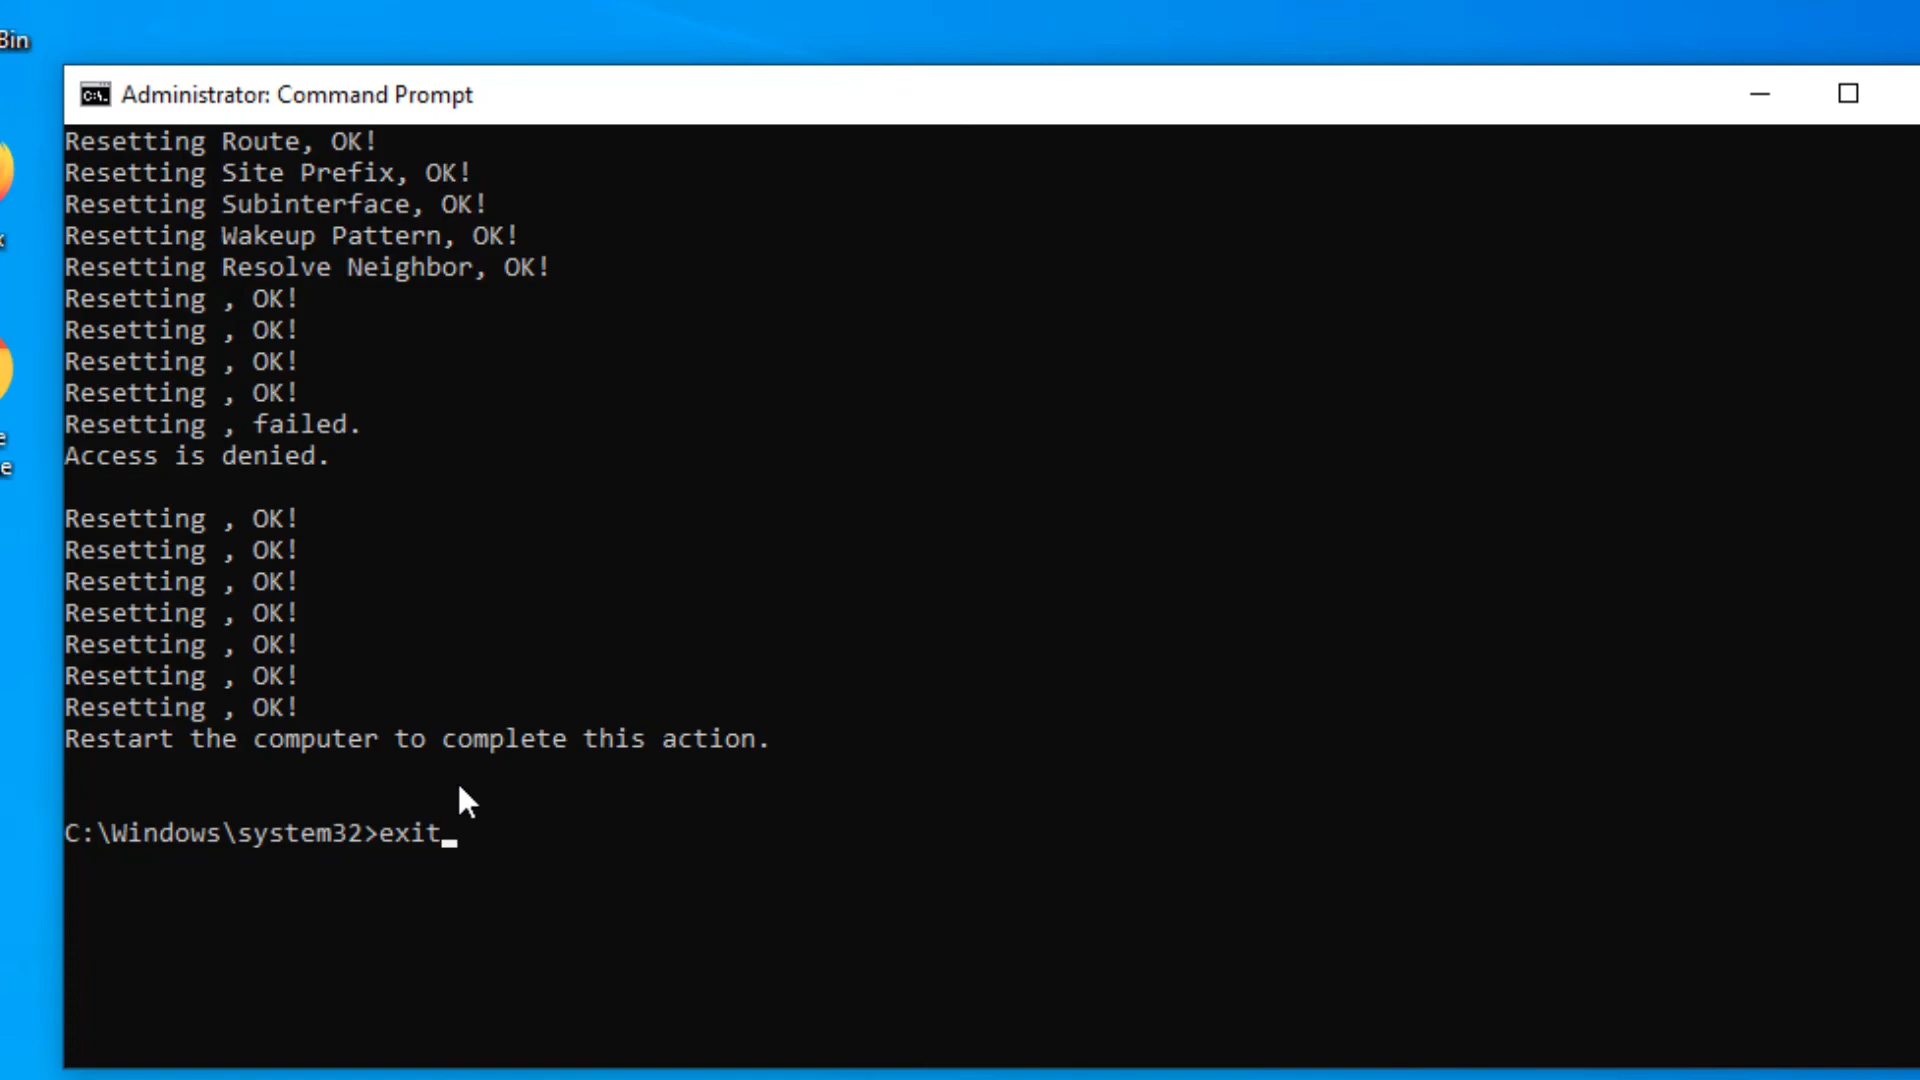 Bin
Administrator: Command Prompt
Resetting Route, OK!
Resetting Site Prefix, OK!
Resetting Subinterface, OK!
Resetting Wakeup Pattern, OK!
Resetting Resolve Neighbor, OK!
Resetting , OK!
Resetting , OK!
Resetting , OK!
Resetting , OK!
Resetting , failed.
Access is denied.
Resetting , OK!
Resetting , OK!
Resetting , OK!
Resetting , OK!
Resetting , OK!
Resetting , OK!
Resetting , OK!
Restart the computer to complete this action.
C:\Windows\system32>exit